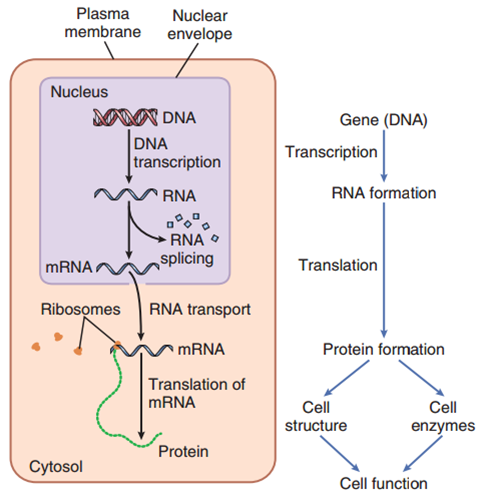 Plasma
membrane
Nuclear
envelope
Nucleus
DNA
DNA
transcription
RNA
RNA
splicing
mRNA
Ribosomes
RNA transport
mRNA
Translation of
mRNA
Protein
Cytosol
Gene (DNA)
Transcription
RNA formation
Translation
Protein formation
Cell
structure
Cell
enzymes
Cell function